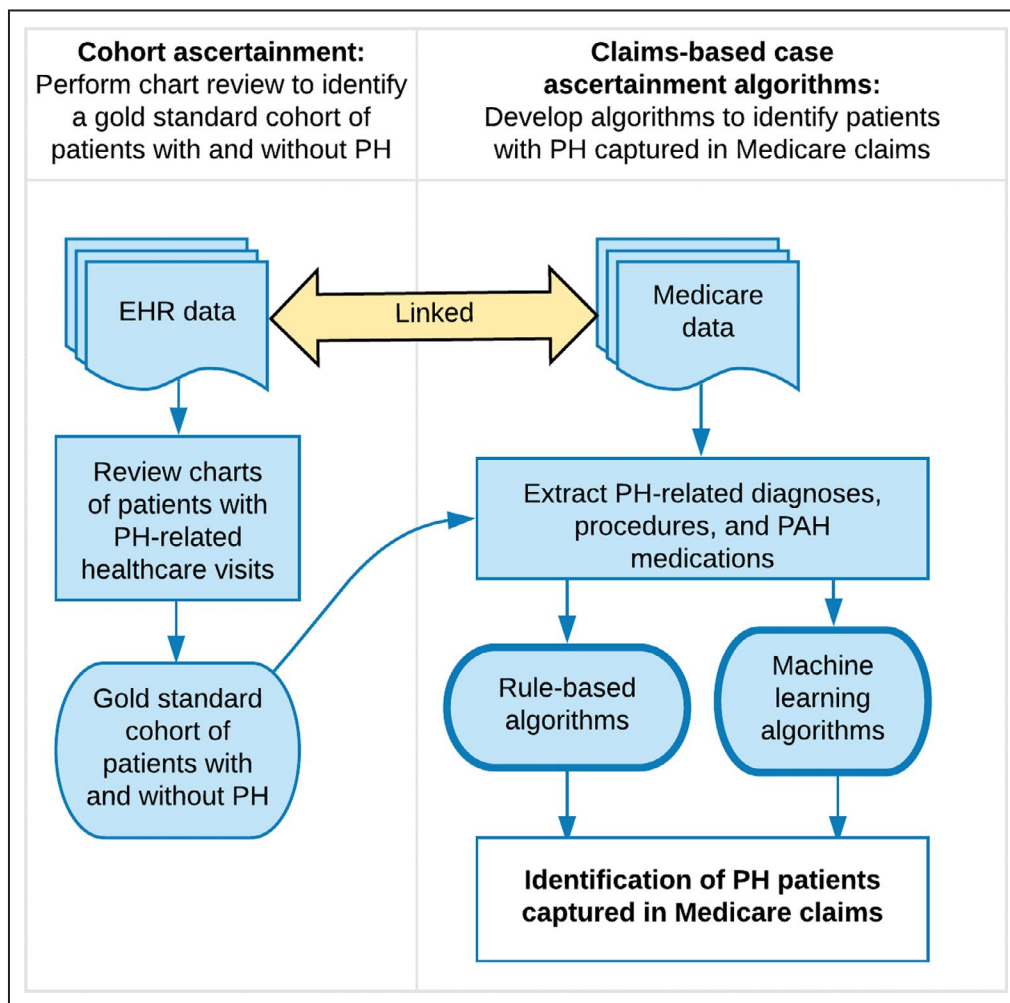 Cohort ascertainment:
Perform chart review to identify
a gold standard cohort of
patients with and without PH
Claims-based case
ascertainment algorithms:
Develop algorithms to identify patients
with PH captured in Medicare claims
EHR data
Linked
Medicare
data
Review charts
of patients with
PH-related
healthcare visits
Extract PH-related diagnoses,
procedures, and PAH
medications
Gold standard
cohort of
patients with
and without PH
Rule-based
algorithms
Machine
learning
algorithms
Identification of PH patients
captured in Medicare claims